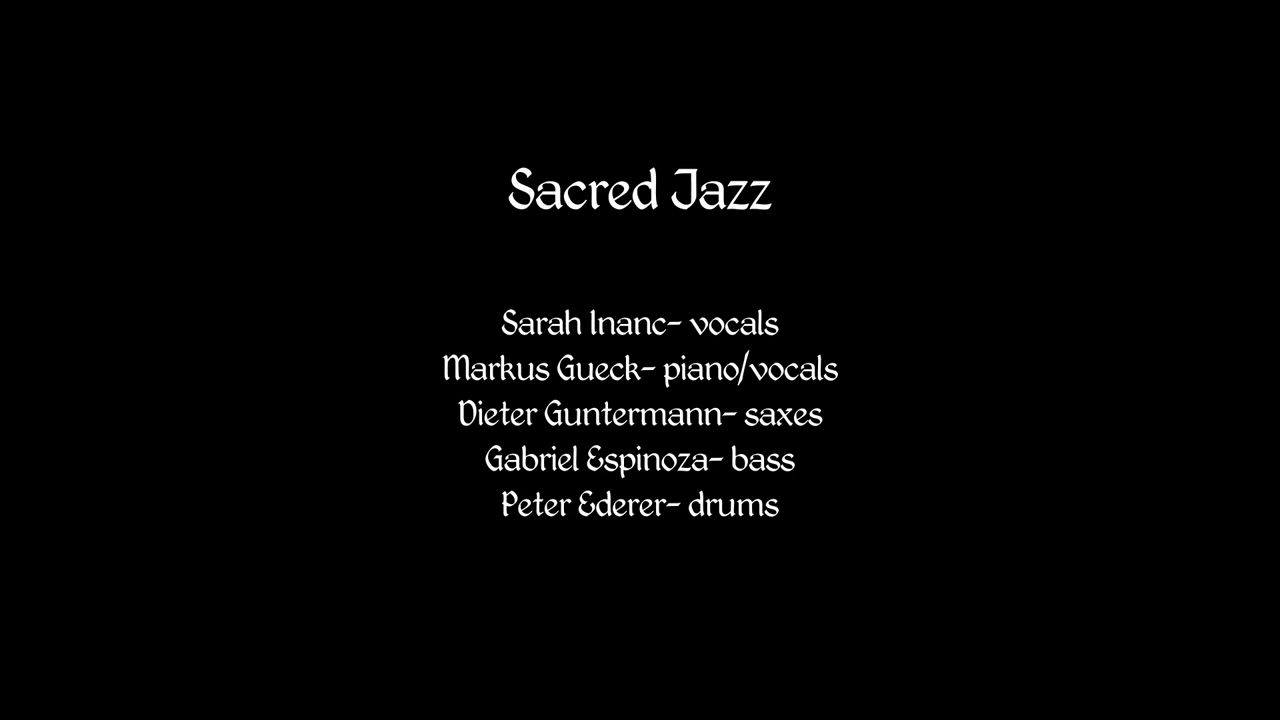 Sacred Jazz
Sarah Inanc- vocals
Markus Gueck- piano/vocals
Dieter Guntermann- saxes
Gabriel Espinoza- bass
Peter Ederer- drums